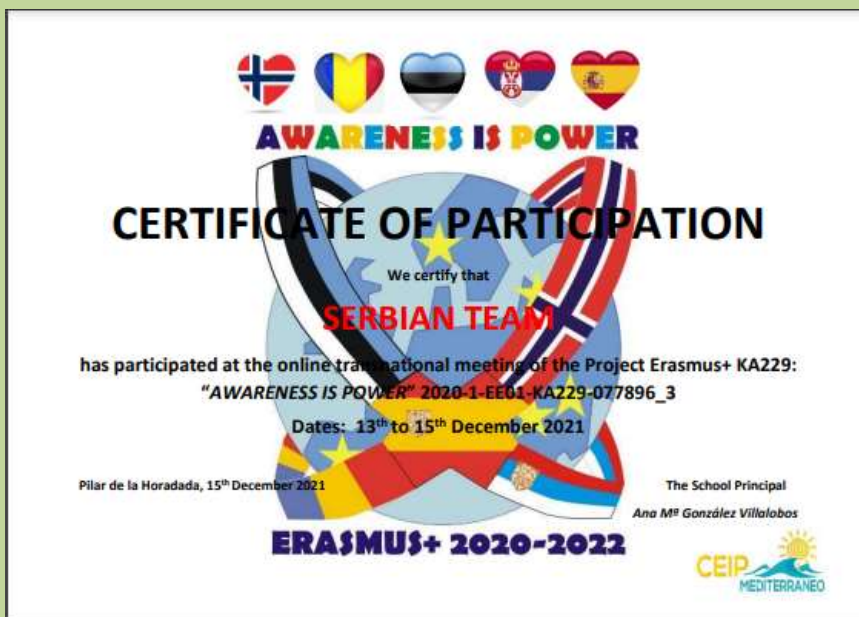 AWARENESS IS POWER
CERTIFICATE OF PARTICIPATION
We certify that
SERBIAN TEAM
has participated at the online transnational meeting of the Project Erasmus+ KA229:
“AWARENESS IS POWER” 2020-1-EE01-KA229-077896_3
Dates: 13th to 15th December 2021
Pilar de la Horadada, 15th December 2021
The School Principal
Ana Mª González Villalobos
ERASMUS+ 2020-2022
CEIP
MEDITERRANEO